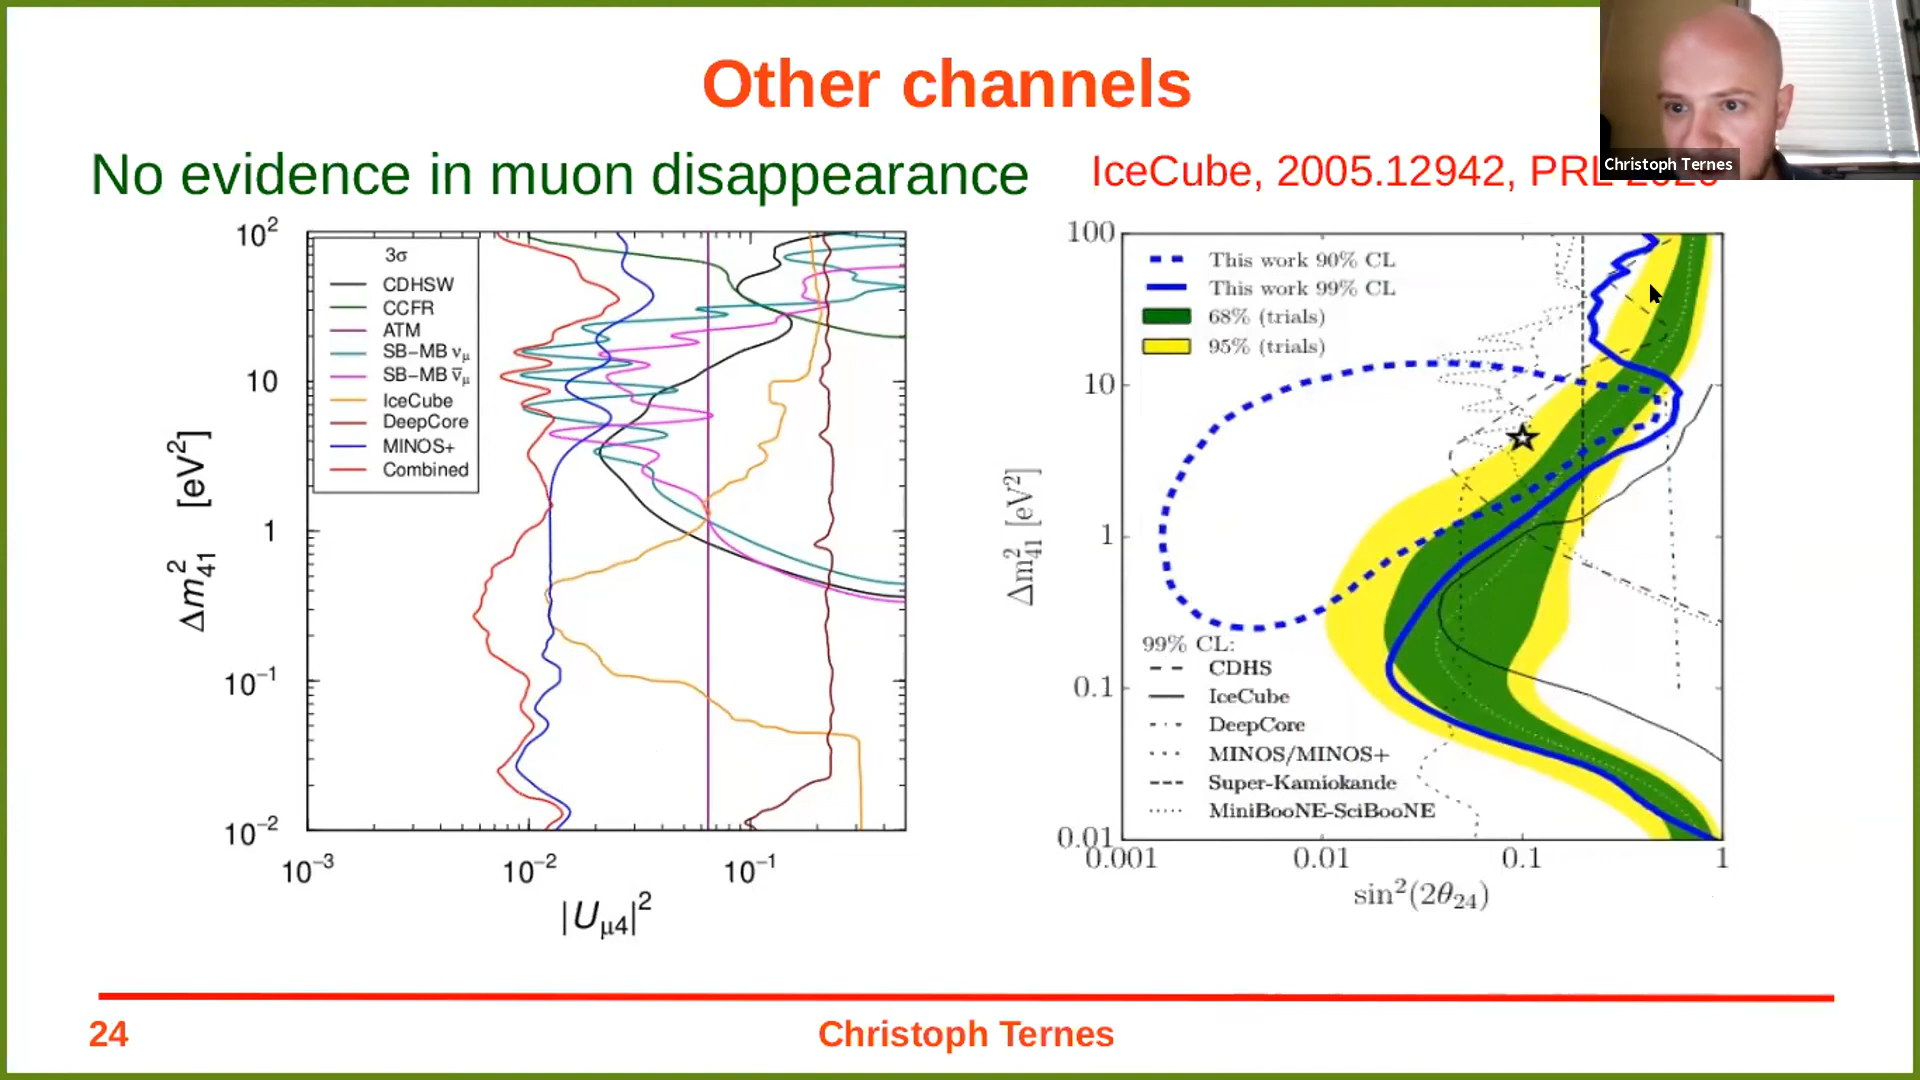 Other channels
Christoph Ternes
No evidence in muon disappearance
IceCube, 2005.12942, PRL
10²
10
1
10⁻¹
10⁻²
Δm²₄₁ [eV²]
3σ
CDHSW
CCFR
ATM
SB−MB νμ
SB−MB ν̅μ
IceCube
DeepCore
MINOS+
Combined
10⁻³ 10⁻² 10⁻¹
|Uμ4|²
100
10
1
0.1
0.01
Δm²₄₁ [eV²]
This work 90% CL
This work 99% CL
68% (trials)
95% (trials)
99% CL:
CDHS
IceCube
DeepCore
MINOS/MINOS+
Super-Kamiokande
MiniBooNE-SciBooNE
0.001 0.01 0.1 1
sin²(2θ₂₄)
24
Christoph Ternes